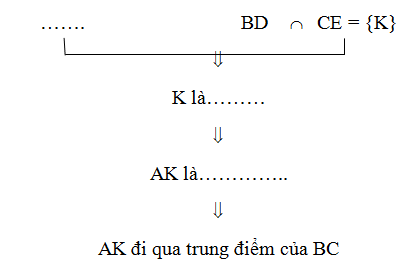 ……. BD ∩ CE = {K}
⇓
K là………
⇓
AK là…………..
⇓
AK đi qua trung điểm của BC